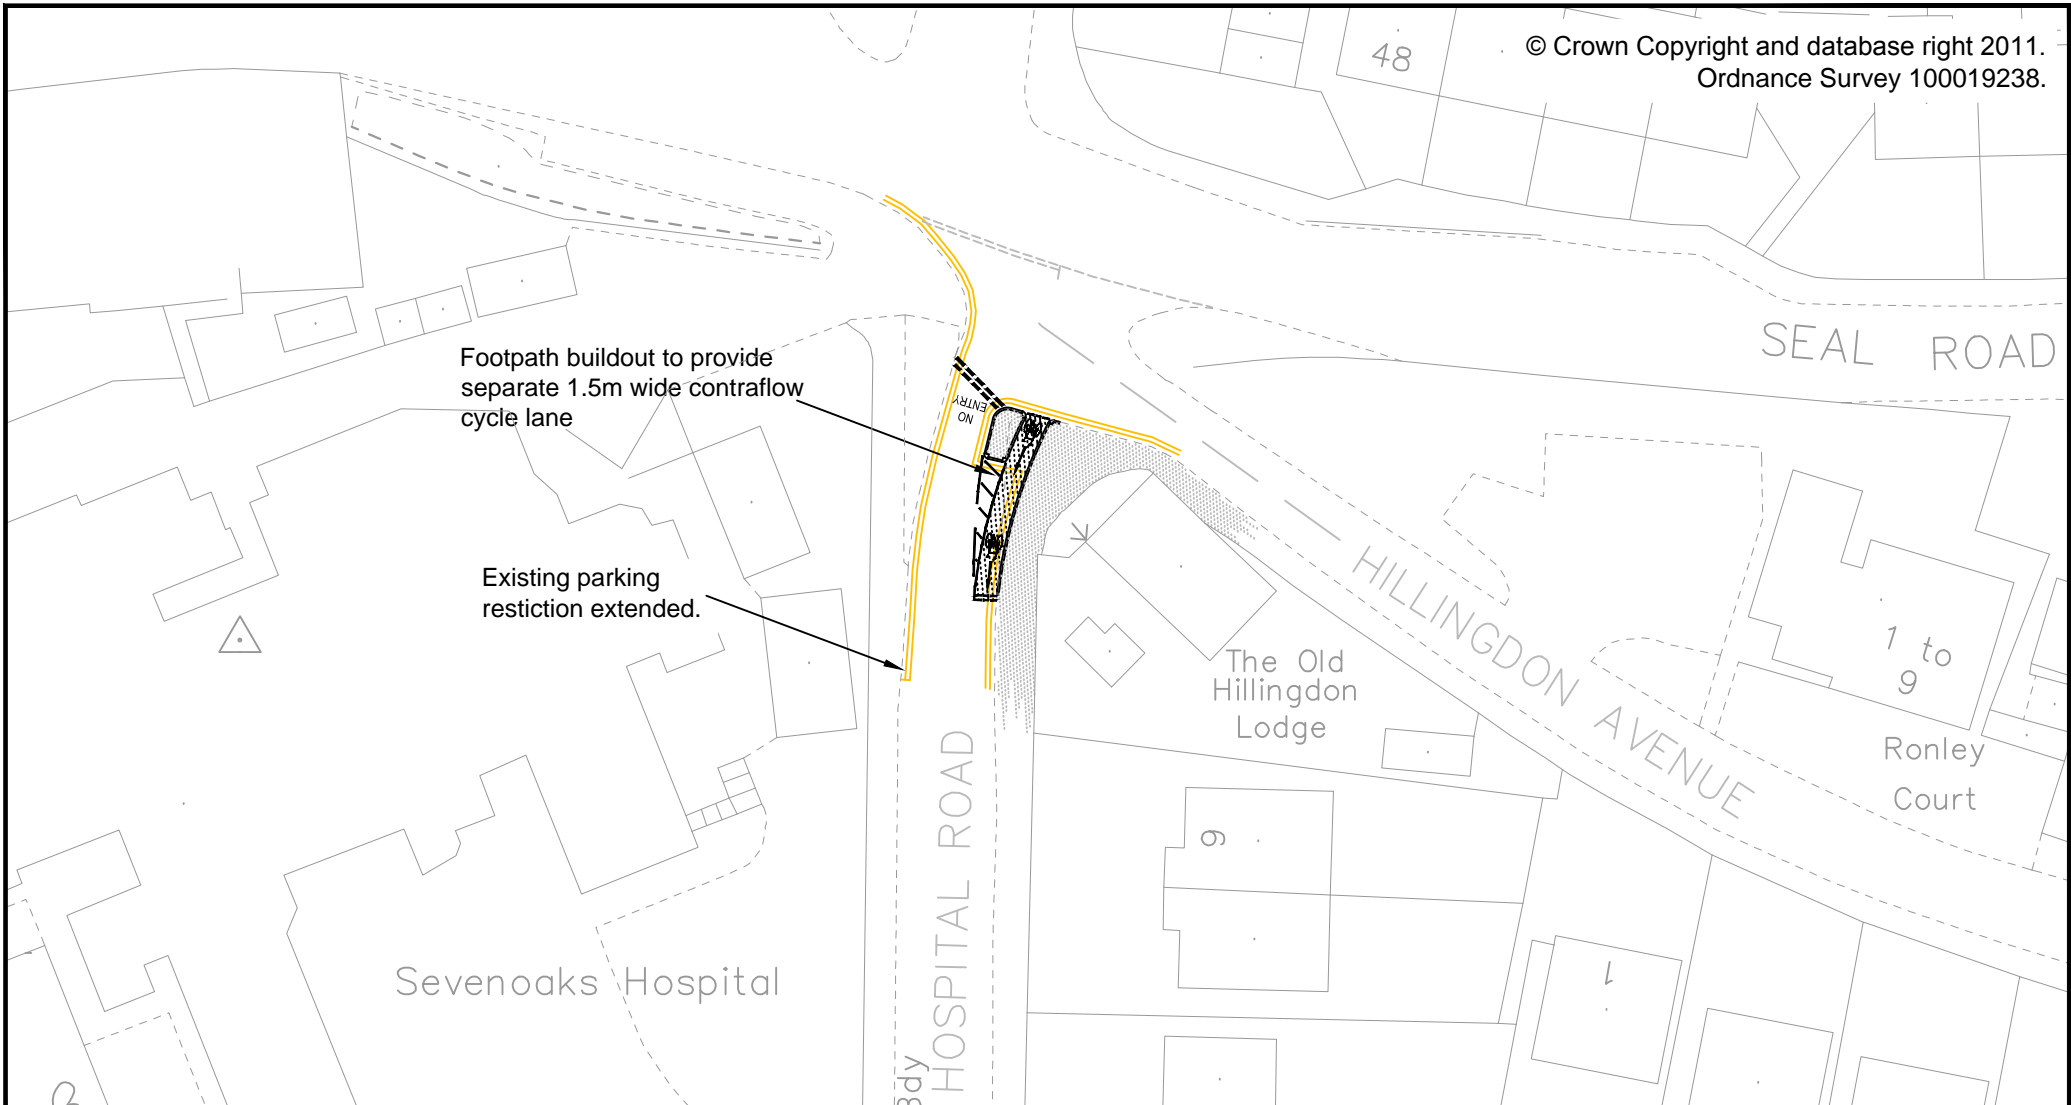 © Crown Copyright and database right 2011.
Ordnance Survey 100019238.
48
SEAL ROAD
Footpath buildout to provide
separate 1.5m wide contraflow
cycle lane
NO
ENTRY
Existing parking
restiction extended.
HILLINGDON AVENUE
The Old
Hillingdon
Lodge
1 to
9
Ronley
Court
HOSPITAL ROAD
Sevenoaks Hospital
1
Bdy